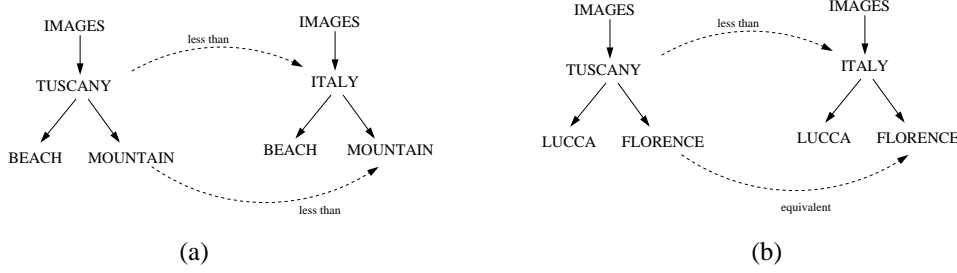 IMAGES
IMAGES
less than
TUSCANY
ITALY
BEACH
MOUNTAIN
BEACH
MOUNTAIN
less than
(a)
IMAGES
IMAGES
less than
TUSCANY
ITALY
LUCCA
FLORENCE
LUCCA
FLORENCE
equivalent
(b)